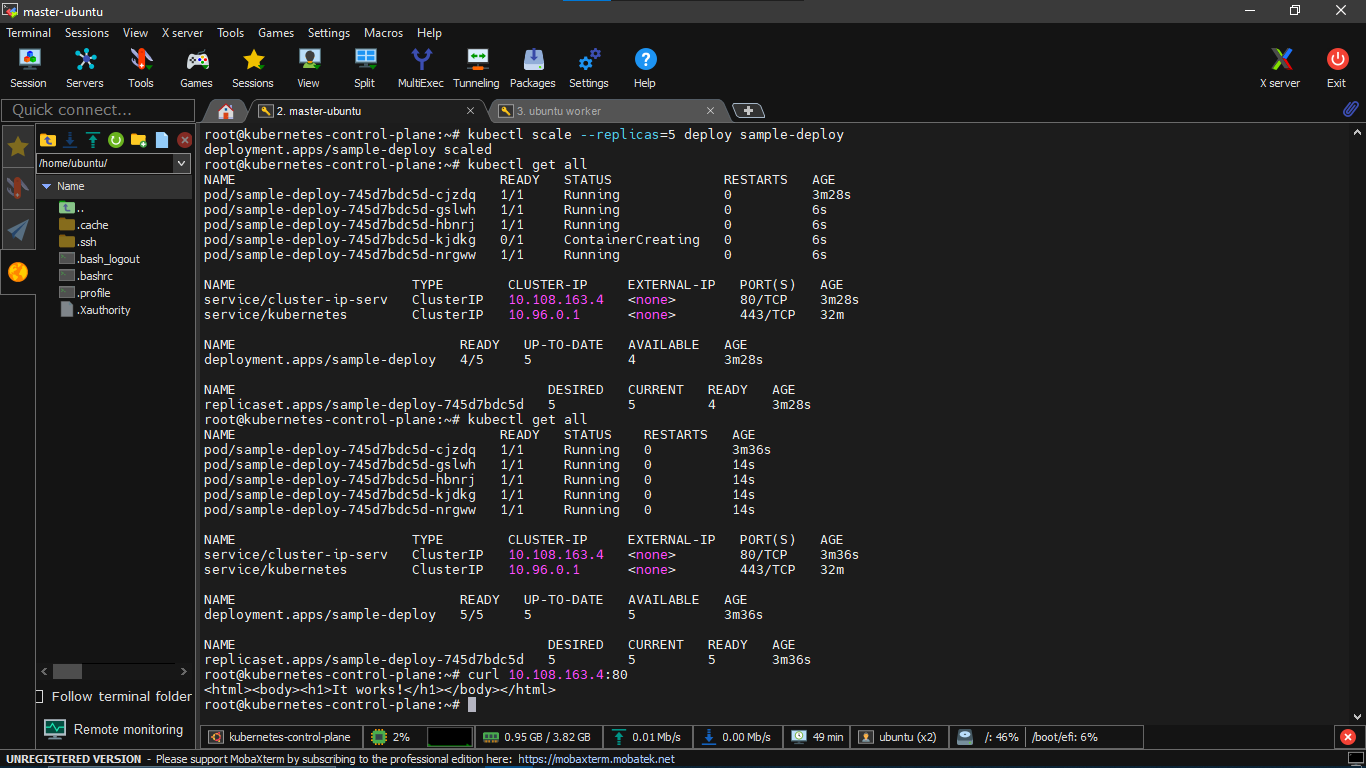 master-ubuntu
Terminal Sessions View X server Tools Games Settings Macros Help
Session Servers Tools Games Sessions View Split MultiExec Tunneling Packages Settings Help X server Exit
Quick connect...
2. master-ubuntu
3. ubuntu worker
/home/ubuntu/
Name
..
.cache
.ssh
.bash_logout
.bashrc
.profile
.Xauthority
Follow terminal folder
Remote monitoring
root@kubernetes-control-plane:~# kubectl scale --replicas=5 deploy sample-deploy
deployment.apps/sample-deploy scaled
root@kubernetes-control-plane:~# kubectl get all
NAME READY STATUS RESTARTS AGE
pod/sample-deploy-745d7bdc5d-cjzdq 1/1 Running 0 3m28s
pod/sample-deploy-745d7bdc5d-gslwh 1/1 Running 0 6s
pod/sample-deploy-745d7bdc5d-hbnrj 1/1 Running 0 6s
pod/sample-deploy-745d7bdc5d-kjdkg 0/1 ContainerCreating 0 6s
pod/sample-deploy-745d7bdc5d-nrgww 1/1 Running 0 6s
NAME TYPE CLUSTER-IP EXTERNAL-IP PORT(S) AGE
service/cluster-ip-serv ClusterIP 10.108.163.4 <none> 80/TCP 3m28s
service/kubernetes ClusterIP 10.96.0.1 <none> 443/TCP 32m
NAME READY UP-TO-DATE AVAILABLE AGE
deployment.apps/sample-deploy 4/5 5 4 3m28s
NAME DESIRED CURRENT READY AGE
replicaset.apps/sample-deploy-745d7bdc5d 5 5 4 3m28s
root@kubernetes-control-plane:~# kubectl get all
NAME READY STATUS RESTARTS AGE
pod/sample-deploy-745d7bdc5d-cjzdq 1/1 Running 0 3m36s
pod/sample-deploy-745d7bdc5d-gslwh 1/1 Running 0 14s
pod/sample-deploy-745d7bdc5d-hbnrj 1/1 Running 0 14s
pod/sample-deploy-745d7bdc5d-kjdkg 1/1 Running 0 14s
pod/sample-deploy-745d7bdc5d-nrgww 1/1 Running 0 14s
NAME TYPE CLUSTER-IP EXTERNAL-IP PORT(S) AGE
service/cluster-ip-serv ClusterIP 10.108.163.4 <none> 80/TCP 3m36s
service/kubernetes ClusterIP 10.96.0.1 <none> 443/TCP 32m
NAME READY UP-TO-DATE AVAILABLE AGE
deployment.apps/sample-deploy 5/5 5 5 3m36s
NAME DESIRED CURRENT READY AGE
replicaset.apps/sample-deploy-745d7bdc5d 5 5 5 3m36s
root@kubernetes-control-plane:~# curl 10.108.163.4:80
<html><body><h1>It works!</h1></body></html>
root@kubernetes-control-plane:~#
kubernetes-control-plane 2% 0.95 GB / 3.82 GB 0.01 Mb/s 0.00 Mb/s 49 min ubuntu (x2) /: 46% /boot/efi: 6%
UNREGISTERED VERSION - Please support MobaXterm by subscribing to the professional edition here: https://mobaxterm.mobatek.net